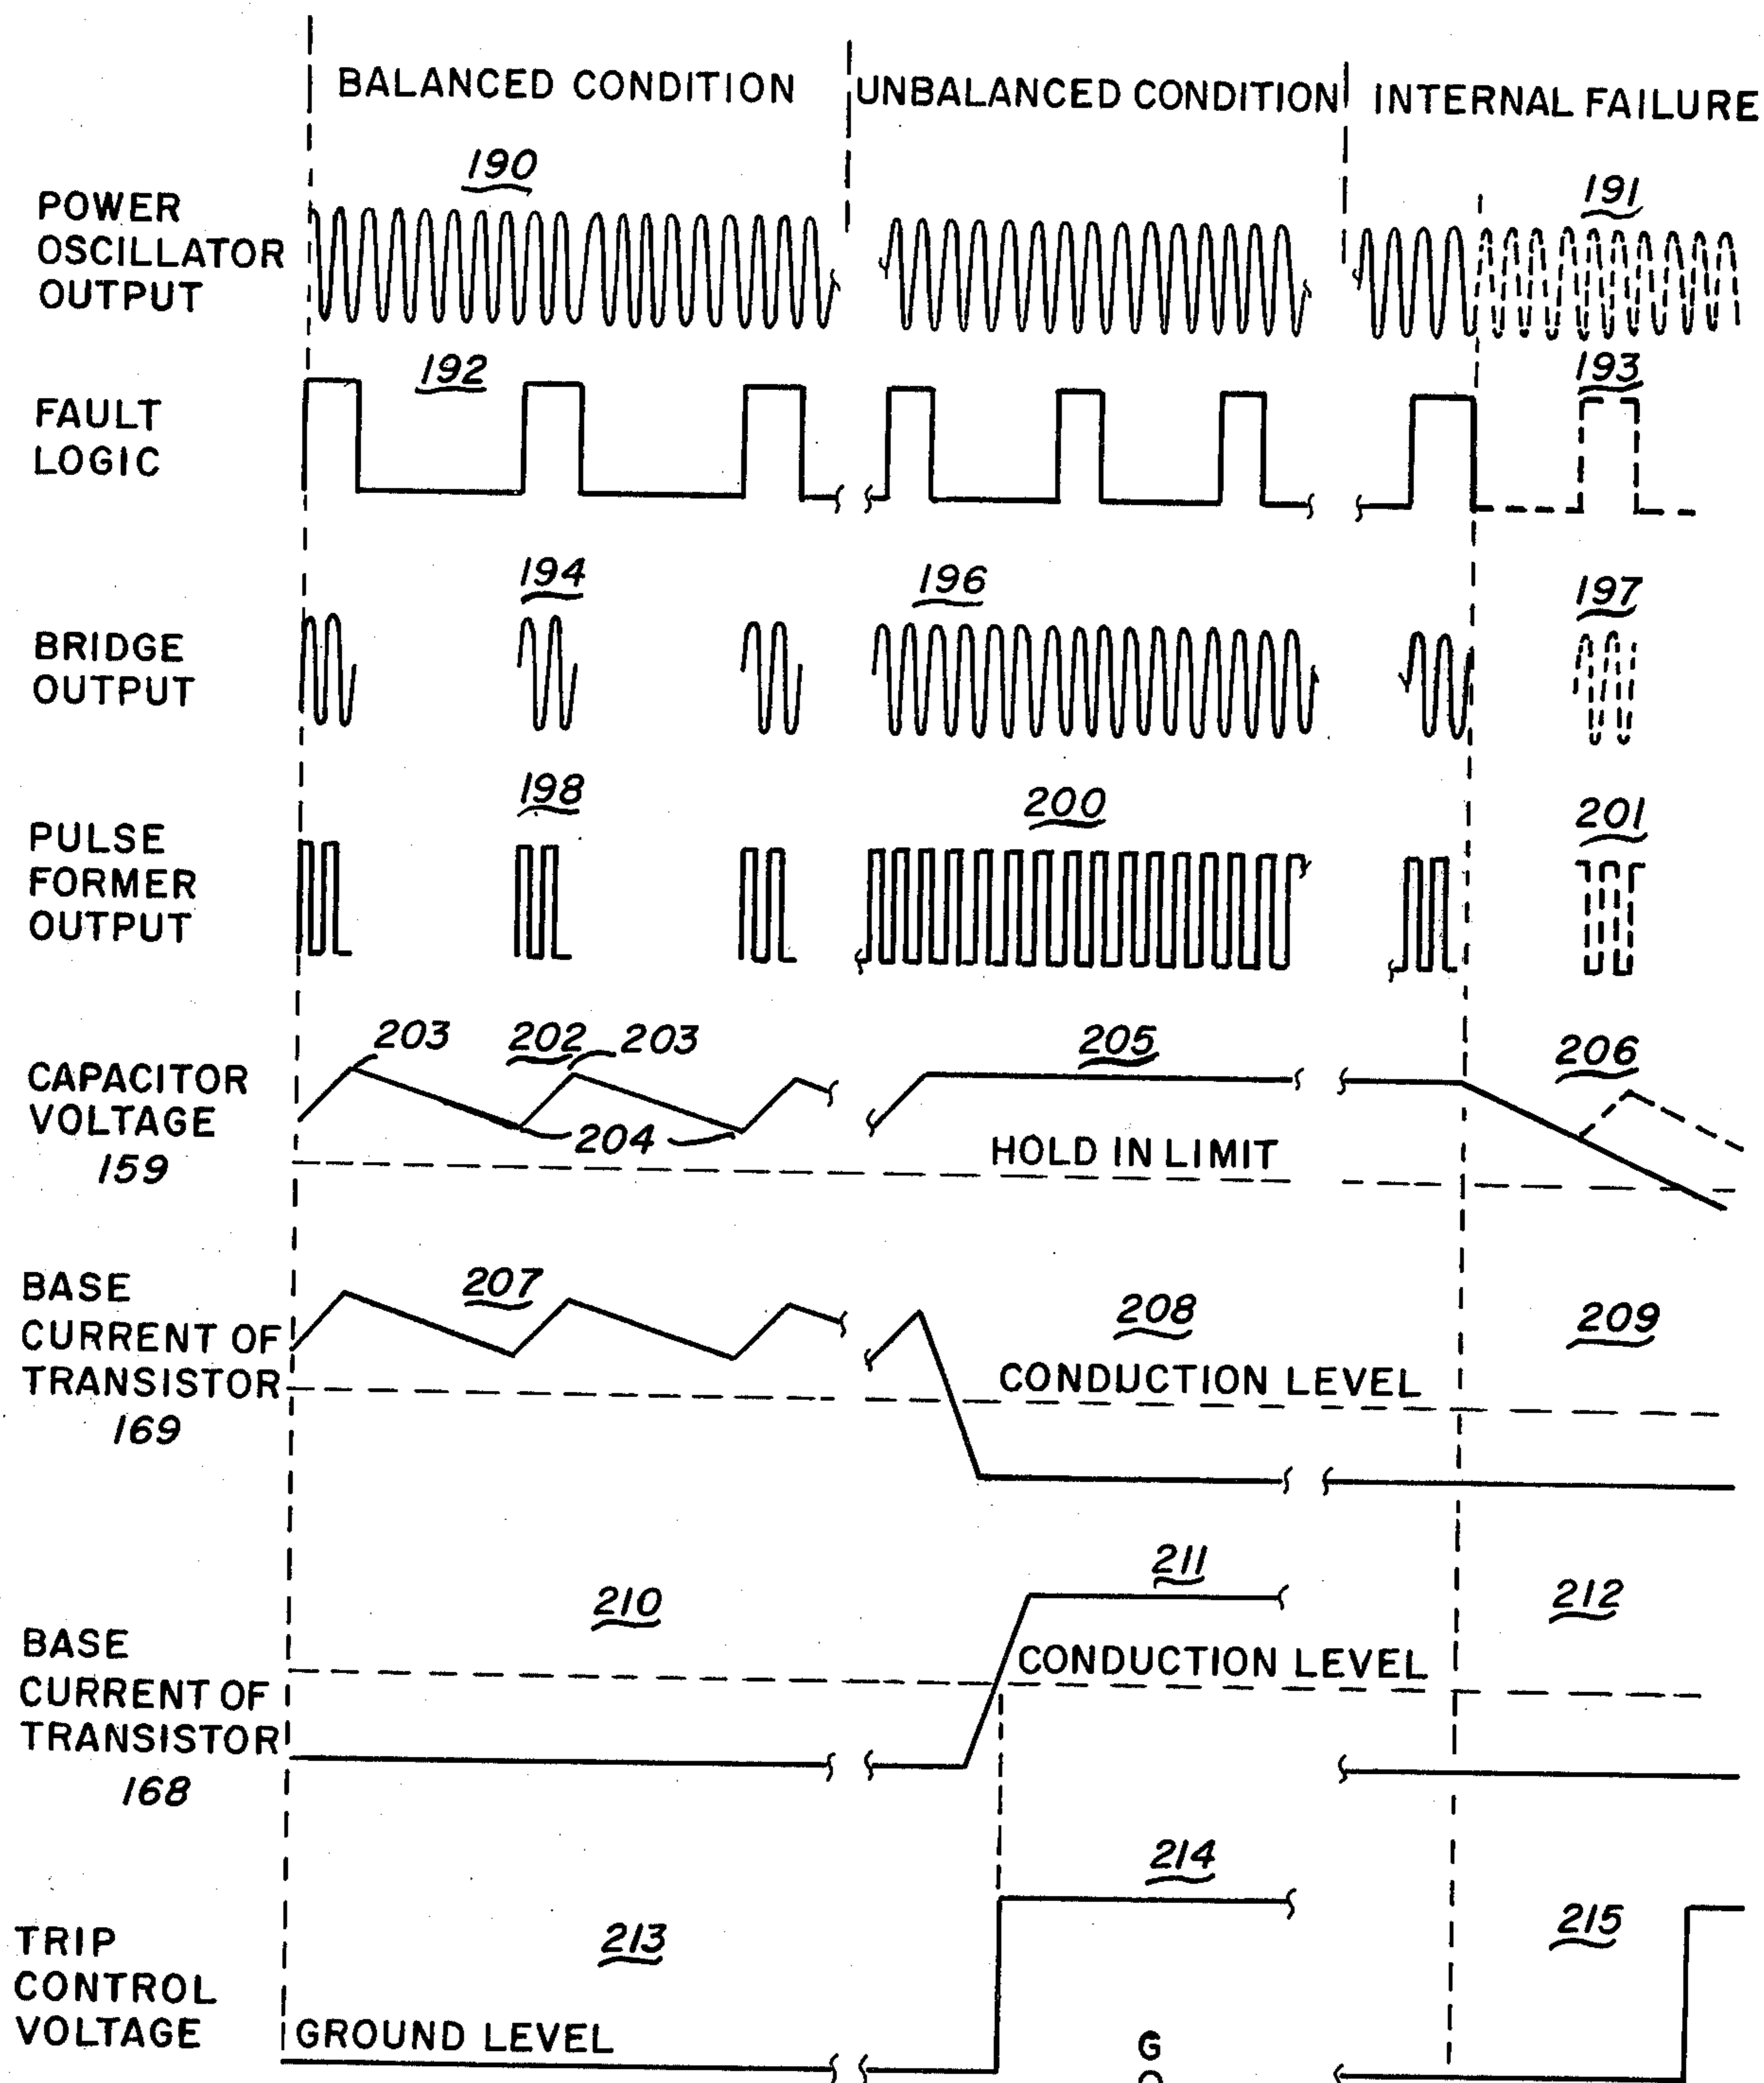 BALANCED CONDITION
UNBALANCED CONDITION
INTERNAL FAILURE
POWER
OSCILLATOR
OUTPUT
190
191
FAULT
LOGIC
192
193
BRIDGE
OUTPUT
194
196
197
PULSE
FORMER
OUTPUT
198
200
201
CAPACITOR
VOLTAGE
159
203
202
203
204
205
206
HOLD IN LIMIT
BASE
CURRENT OF
TRANSISTOR
169
207
208
209
CONDUCTION LEVEL
BASE
CURRENT OF
TRANSISTOR
168
210
211
212
CONDUCTION LEVEL
TRIP
CONTROL
VOLTAGE
213
214
215
GROUND LEVEL
G